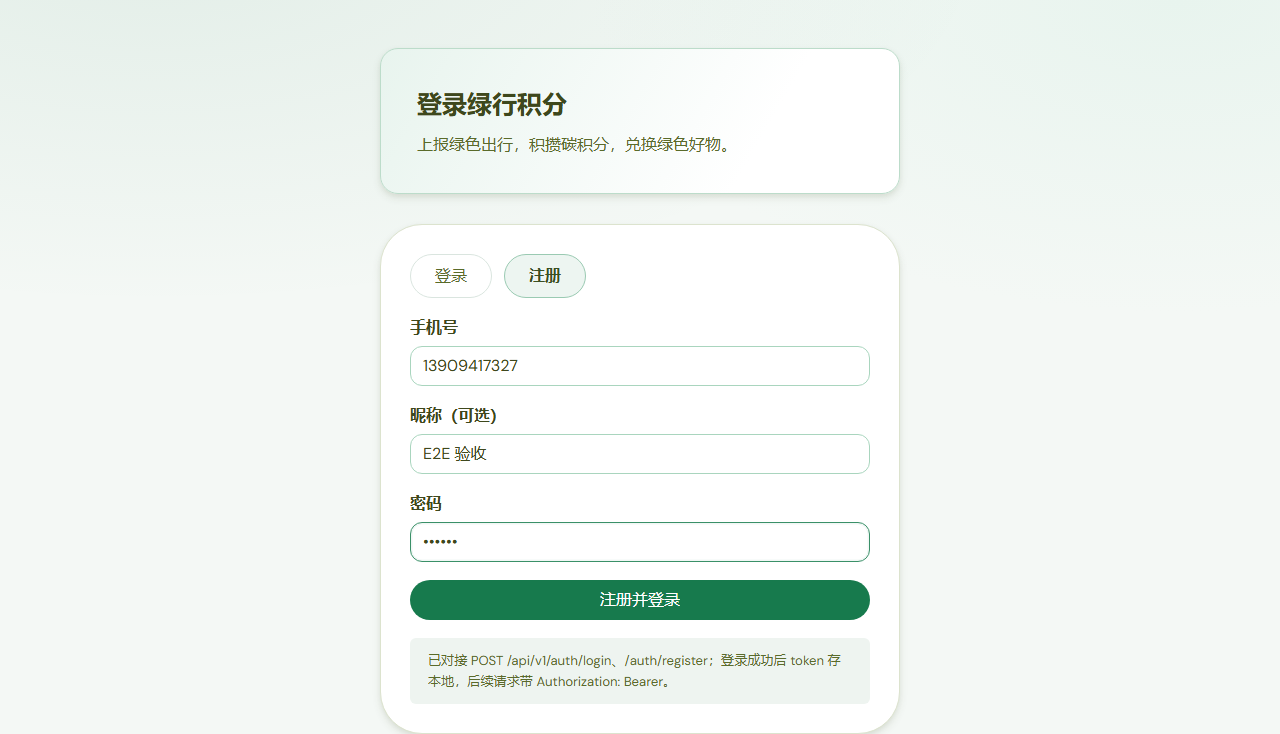 登录绿行积分
上报绿色出行，积攒碳积分，兑换绿色好物。
登录
注册
手机号
13909417327
昵称（可选）
E2E 验收
密码
••••••
注册并登录
已对接 POST /api/v1/auth/login、/auth/register；登录成功后 token 存
本地，后续请求带 Authorization: Bearer。